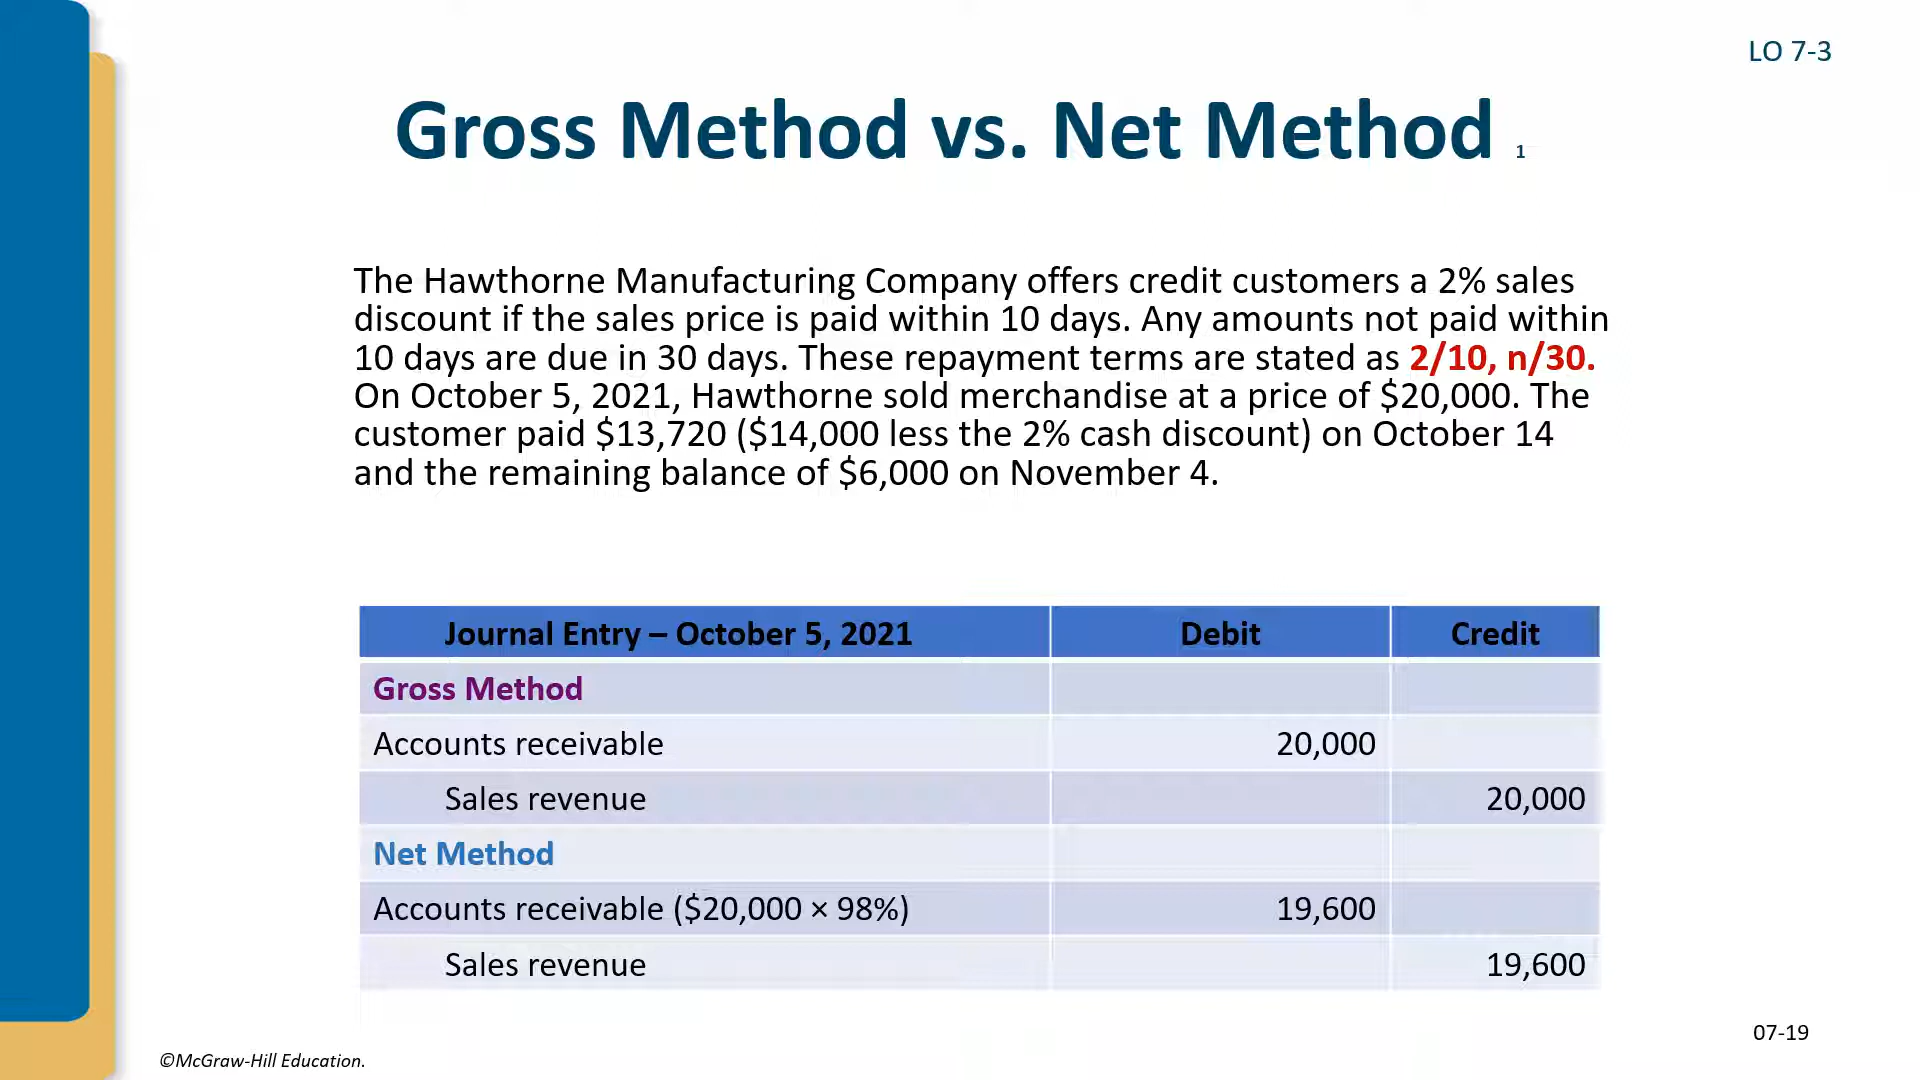 LO 7-3
Gross Method vs. Net Method 1
The Hawthorne Manufacturing Company offers credit customers a 2% sales
discount if the sales price is paid within 10 days. Any amounts not paid within
10 days are due in 30 days. These repayment terms are stated as 2/10, n/30.
On October 5, 2021, Hawthorne sold merchandise at a price of $20,000. The
customer paid $13,720 ($14,000 less the 2% cash discount) on October 14
and the remaining balance of $6,000 on November 4.
Journal Entry – October 5, 2021 Debit Credit
Gross Method
Accounts receivable 20,000
Sales revenue 20,000
Net Method
Accounts receivable ($20,000 × 98%) 19,600
Sales revenue 19,600
07-19
©McGraw-Hill Education.